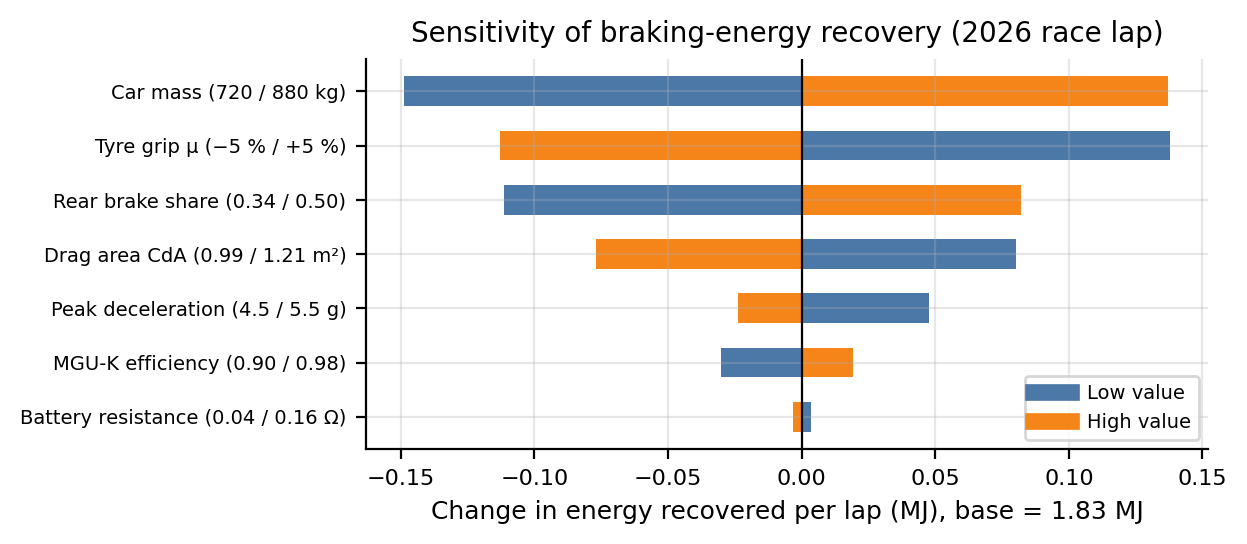 Sensitivity of braking-energy recovery (2026 race lap)
Car mass (720 / 880 kg)
Tyre grip μ (−5 % / +5 %)
Rear brake share (0.34 / 0.50)
Drag area CdA (0.99 / 1.21 m²)
Peak deceleration (4.5 / 5.5 g)
MGU-K efficiency (0.90 / 0.98)
Battery resistance (0.04 / 0.16 Ω)
Low value
High value
−0.15 −0.10 −0.05 0.00 0.05 0.10 0.15
Change in energy recovered per lap (MJ), base = 1.83 MJ